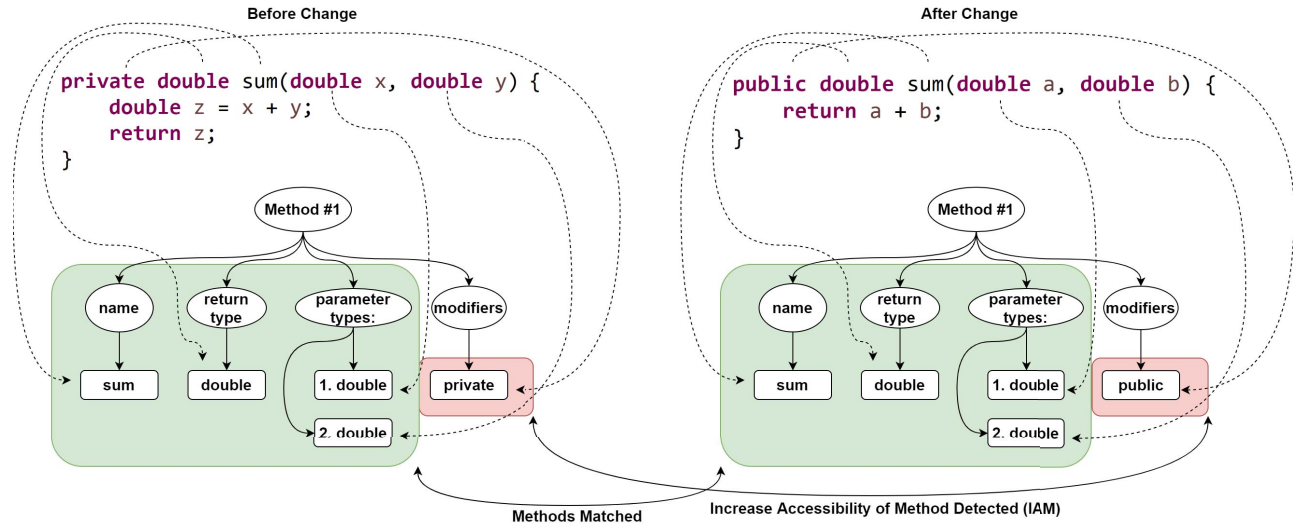 Before Change
private double sum(double x, double y) {
    double z = x + y;
    return z;
}
Method #1
name
return
type
parameter
types:
modifiers
sum
double
1. double
private
2. double
After Change
public double sum(double a, double b) {
    return a + b;
}
Method #1
name
return
type
parameter
types:
modifiers
sum
double
1. double
public
2. double
Methods Matched
Increase Accessibility of Method Detected (IAM)